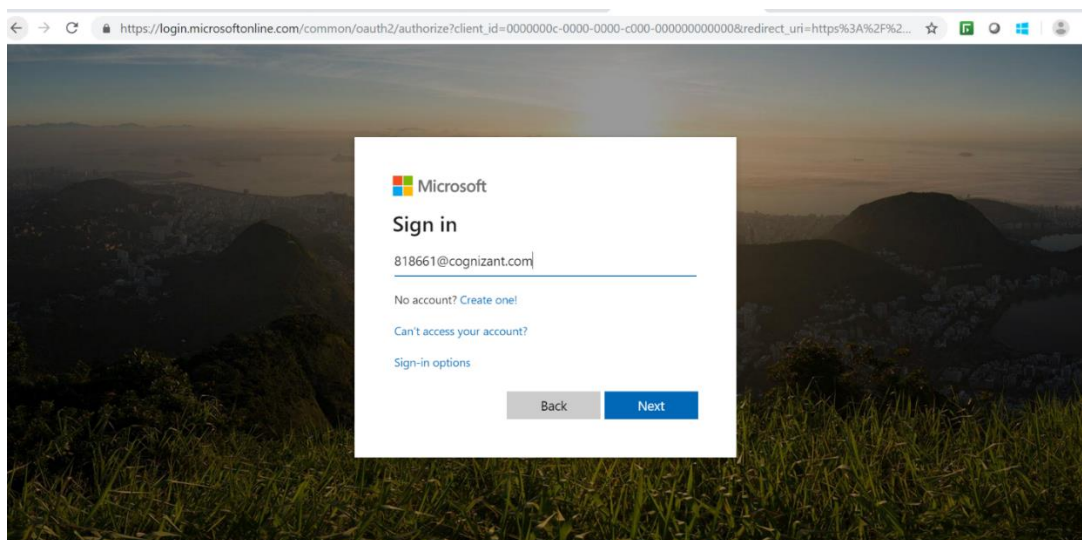 https://login.microsoftonline.com/common/oauth2/authorize?client_id=0000000c-0000-0000-c000-000000000000&redirect_uri=https%3A%2F%2...
Microsoft
Sign in
818661@cognizant.com
No account? Create one!
Can't access your account?
Sign-in options
Back Next